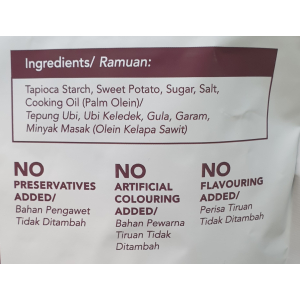 Ingredients/ Ramuan:
Tapioca Starch, Sweet Potato, Sugar, Salt,
Cooking Oil (Palm Olein)/
Tepung Ubi, Ubi Keledek, Gula, Garam,
Minyak Masak (Olein Kelapa Sawit)
NO
PRESERVATIVES
ADDED/
Bahan Pengawet
Tidak Ditambah
NO
ARTIFICIAL
COLOURING
ADDED/
Bahan Pewarna
Tiruan Tidak
Ditambah
NO
FLAVOURING
ADDED/
Perisa Tiruan
Tidak Ditambah